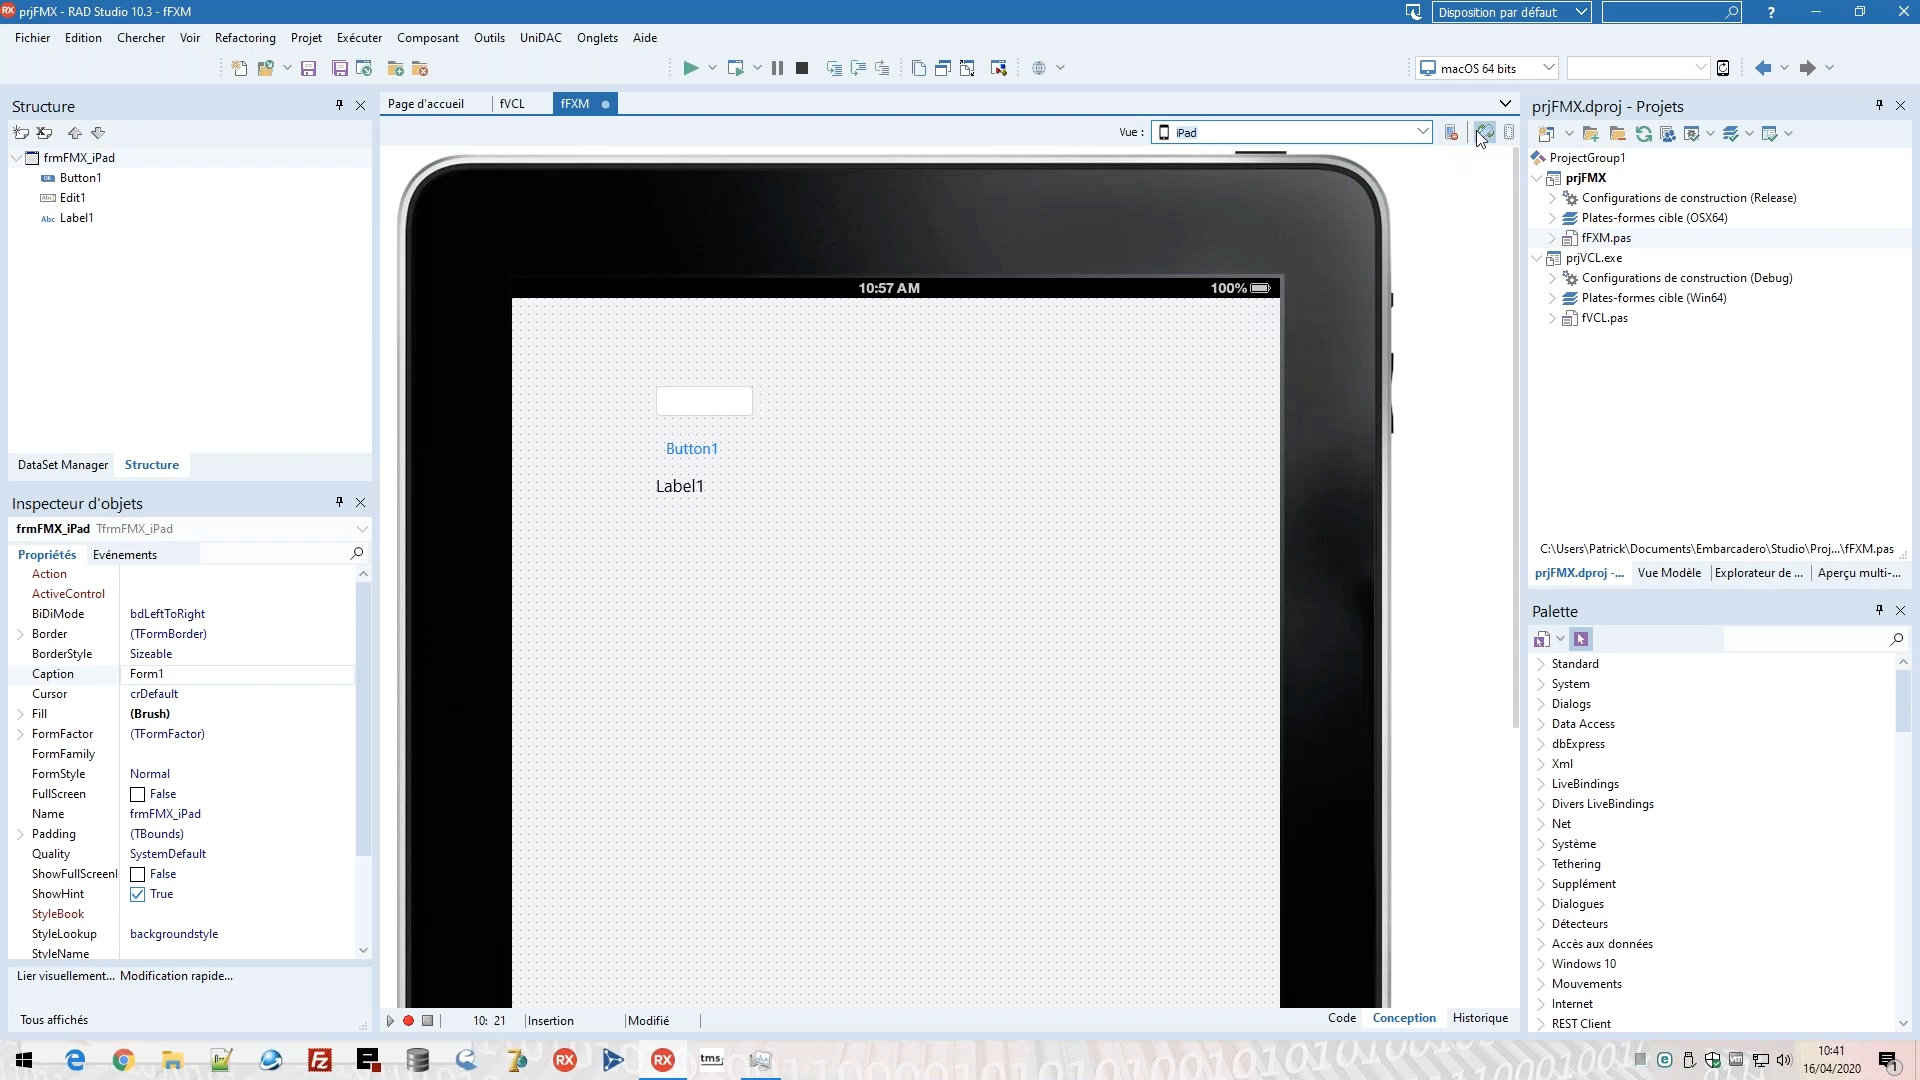 RX prjFMX - RAD Studio 10.3 - fFXM
Disposition par défaut
?
Fichier Edition Chercher Voir Refactoring Projet Exécuter Composant Outils UniDAC Onglets Aide
macOS 64 bits
Structure
frmFMX_iPad
Button1
Edit1
Abc Label1
DataSet Manager Structure
Inspecteur d'objets
frmFMX_iPad TfrmFMX_iPad
Propriétés Evénements
Action
ActiveControl
BiDiMode bdLeftToRight
Border (TFormBorder)
BorderStyle Sizeable
Caption Form1
Cursor crDefault
Fill (Brush)
FormFactor (TFormFactor)
FormFamily
FormStyle Normal
FullScreen False
Name frmFMX_iPad
Padding (TBounds)
Quality SystemDefault
ShowFullScreenI False
ShowHint True
StyleBook
StyleLookup backgroundstyle
StyleName
Lier visuellement... Modification rapide...
Tous affichés
Page d'accueil fVCL fFXM
Vue : iPad
10:57 AM 100%
Button1
Label1
10: 21 Insertion Modifié
Code Conception Historique
prjFMX.dproj - Projets
ProjectGroup1
prjFMX
Configurations de construction (Release)
Plates-formes cible (OSX64)
fFXM.pas
prjVCL.exe
Configurations de construction (Debug)
Plates-formes cible (Win64)
fVCL.pas
C:\Users\Patrick\Documents\Embarcadero\Studio\Proj...\fFXM.pas
prjFMX.dproj -... Vue Modèle Explorateur de ... Aperçu multi-...
Palette
Standard
System
Dialogs
Data Access
dbExpress
Xml
LiveBindings
Divers LiveBindings
Net
Système
Tethering
Supplément
Dialogues
Détecteurs
Accès aux données
Windows 10
Mouvements
Internet
REST Client
RX RX tms
10:41
16/04/2020
1